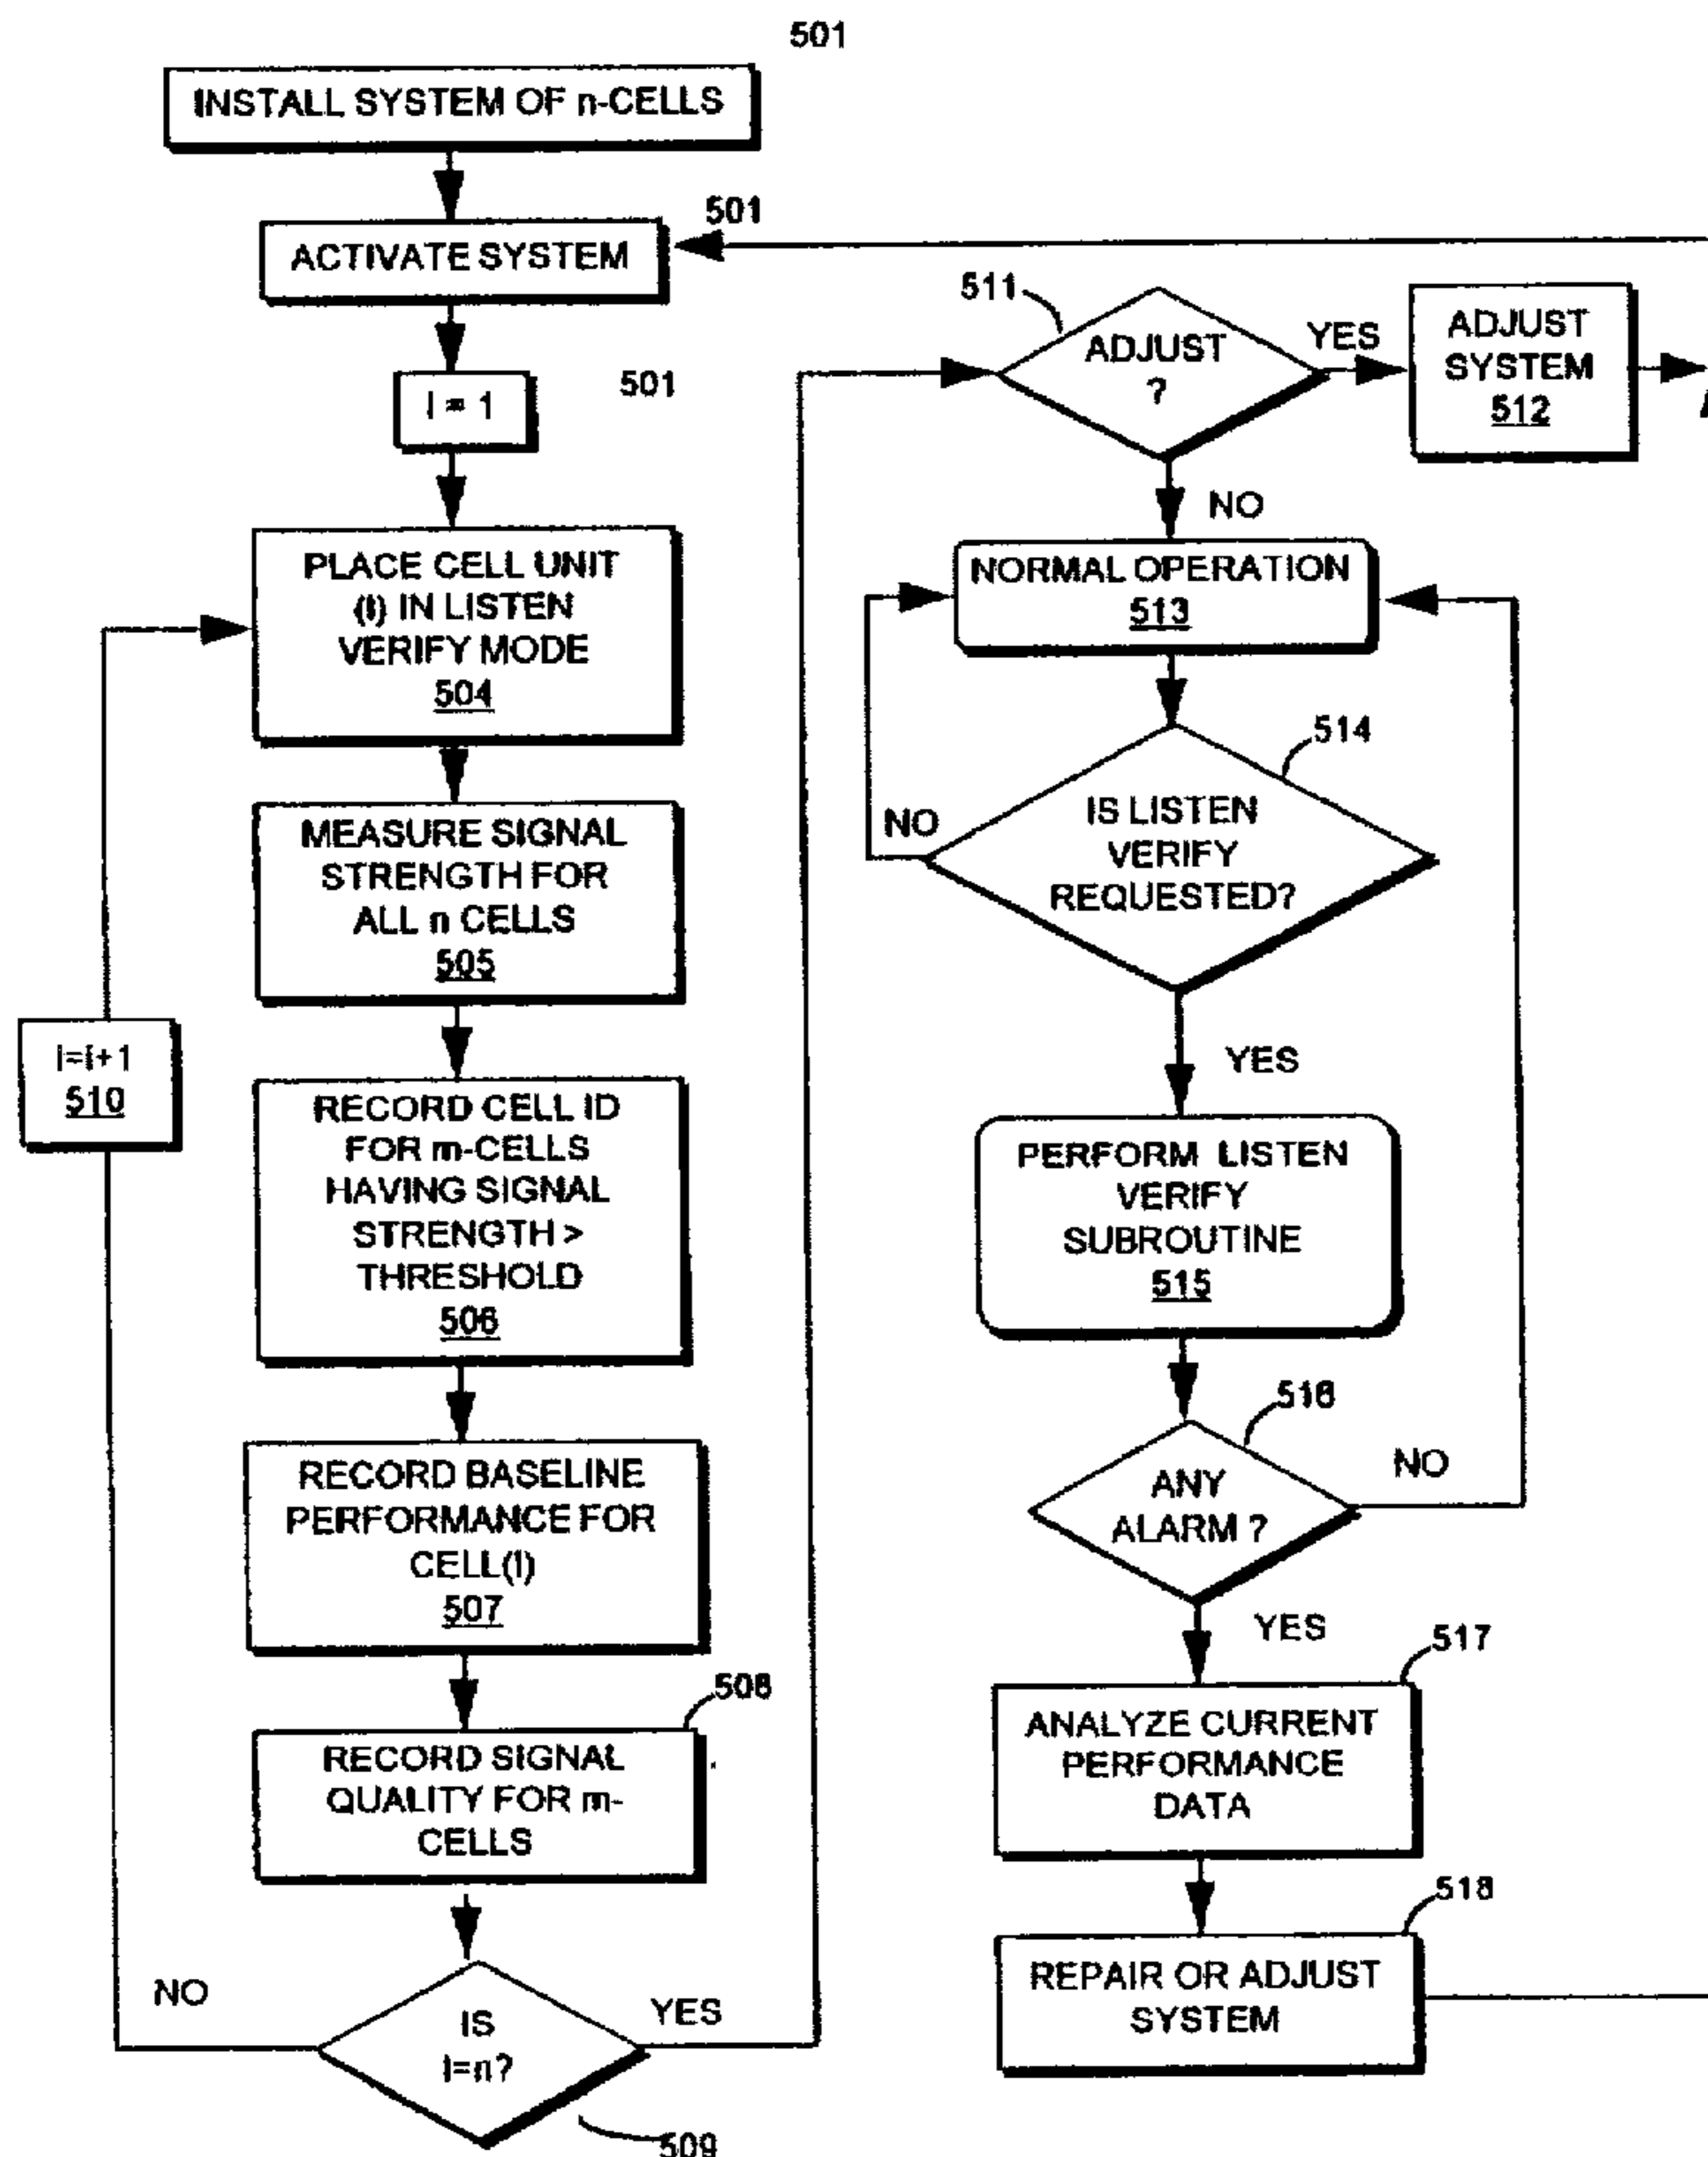 501
INSTALL SYSTEM OF n-CELLS
501
ACTIVATE SYSTEM
501
I = 1
PLACE CELL UNIT
(I) IN LISTEN
VERIFY MODE
504
MEASURE SIGNAL
STRENGTH FOR
ALL n CELLS
505
I=I+1
510
RECORD CELL ID
FOR m-CELLS
HAVING SIGNAL
STRENGTH >
THRESHOLD
506
RECORD BASELINE
PERFORMANCE FOR
CELL(I)
507
508
RECORD SIGNAL
QUALITY FOR m-
CELLS
NO
IS
I=n?
YES
509
511
ADJUST
?
YES
ADJUST
SYSTEM
512
NO
NORMAL OPERATION
513
514
NO
IS LISTEN
VERIFY
REQUESTED?
YES
PERFORM LISTEN
VERIFY
SUBROUTINE
515
516
ANY
ALARM ?
NO
YES
517
ANALYZE CURRENT
PERFORMANCE
DATA
518
REPAIR OR ADJUST
SYSTEM